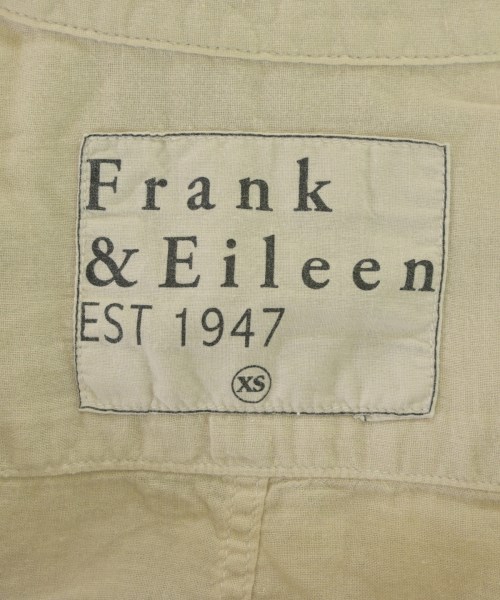 Frank
& Eileen
EST 1947
XS